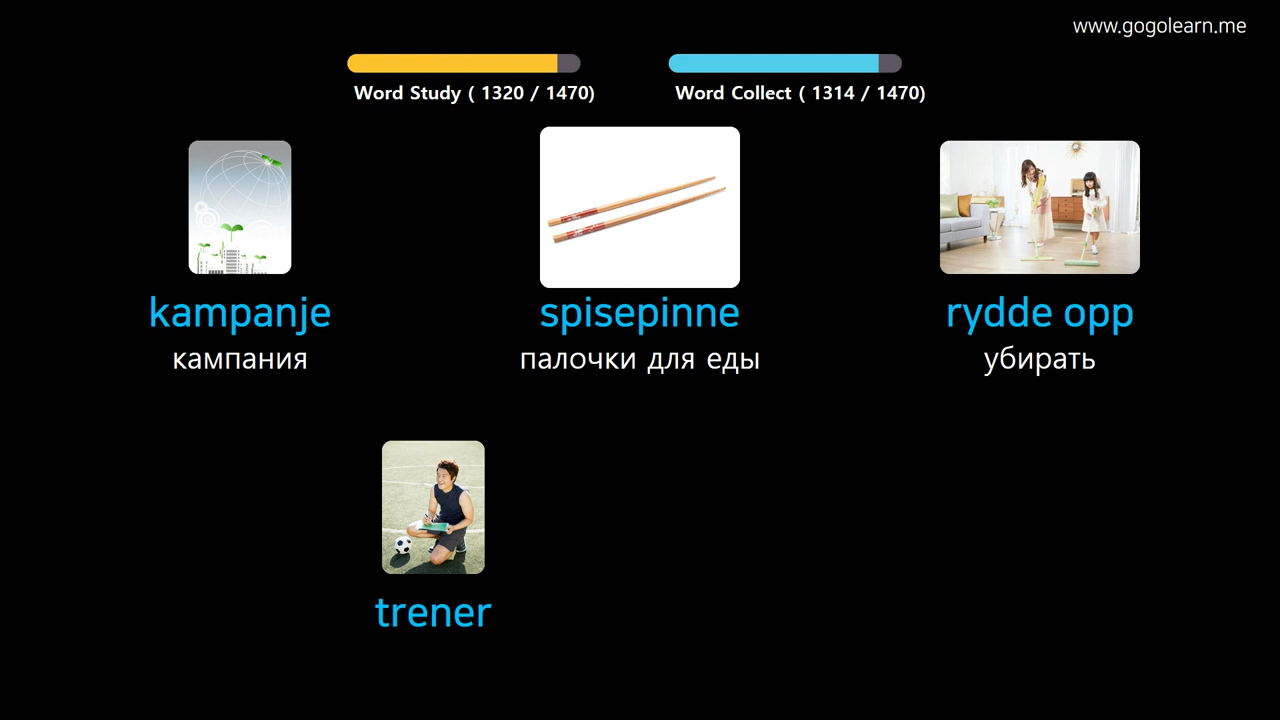 www.gogolearn.me
Word Study ( 1320 / 1470)
Word Collect ( 1314 / 1470)
kampanje
spisepinne
rydde opp
кампания
палочки для еды
убирать
trener